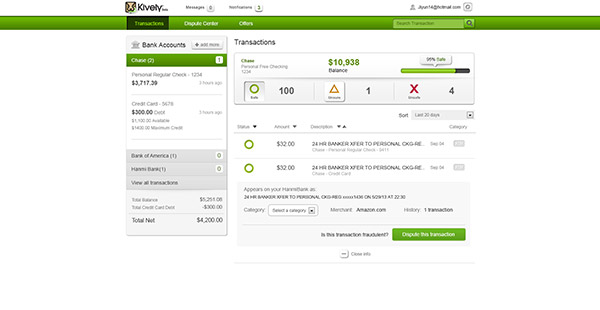 Kively Beta
Messages 0
Notifications 3
jiyun14@hotmail.com
Transactions
Dispute Center
Offers
Search Transaction
Bank Accounts
+ Add more
Chase (2) 1
Personal Regular Check - 1234
$3,717.39 3 hours ago
Credit Card - 5678
$300.00 Debt 3 hours ago
$1,100.00 Available
$1400.00 Maximum Credit
Bank of America (1) 0
Hanmi Bank(1) 0
View all transactions
Total Balance $5,251.08
Total Credit Card Debt -$300.00
Total Net $4,200.00
Transactions
Chase
Personal Free Checking
1234
$10,938
Balance
95% Safe
Safe 100
Unsure 1
Unsafe 4
Sort Last 20 days
Status Amount Description Category
$32.00 24 HR BANKER XFER TO PERSONAL CKG-RE.. Sep.04
Chase - Personal Regular Check - 
$32.00 24 HR BANKER XFER TO PERSONAL CKG-RE.. Sep.04
Chase - Credit Card
Appears on your HanmiBank as:
24 HR BANKER XFER TO PERSONAL CKG-REG xxxxx1436 ON 9/29/13 AT 22:30
Category: Select a category Merchant: Amazon.com History: 1 transaction
Is this transaction fraudulent? Dispute this transaction
Close info